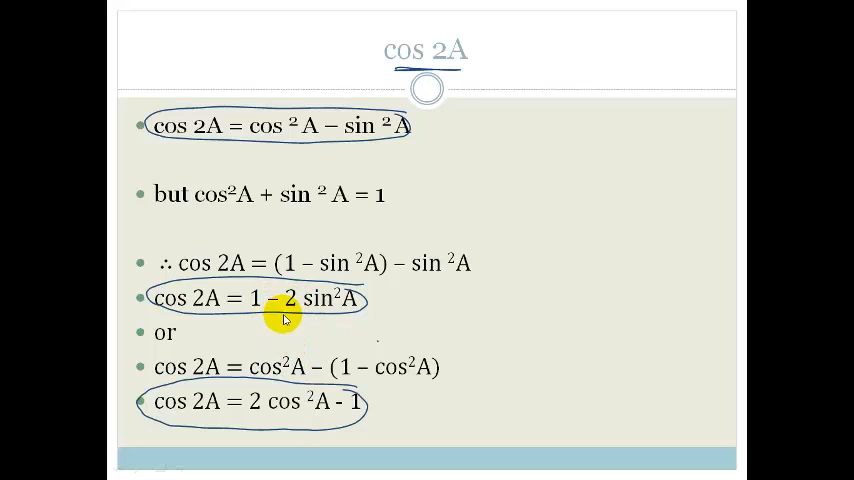 cos 2A
• cos 2A = cos ²A – sin ²A
• but cos²A + sin ² A = 1
• ∴ cos 2A = (1 – sin ²A) – sin ²A
• cos 2A = 1 – 2 sin²A
• or
• cos 2A = cos²A – (1 – cos²A)
• cos 2A = 2 cos ²A - 1